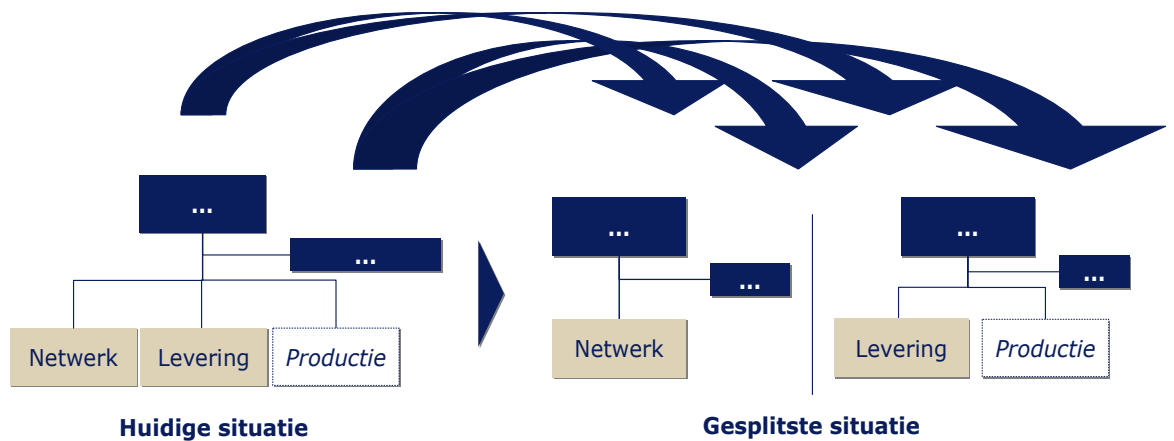 ...
...
Netwerk
Levering
Productie
Huidige situatie
...
...
Netwerk
...
...
Levering
Productie
Gesplitste situatie